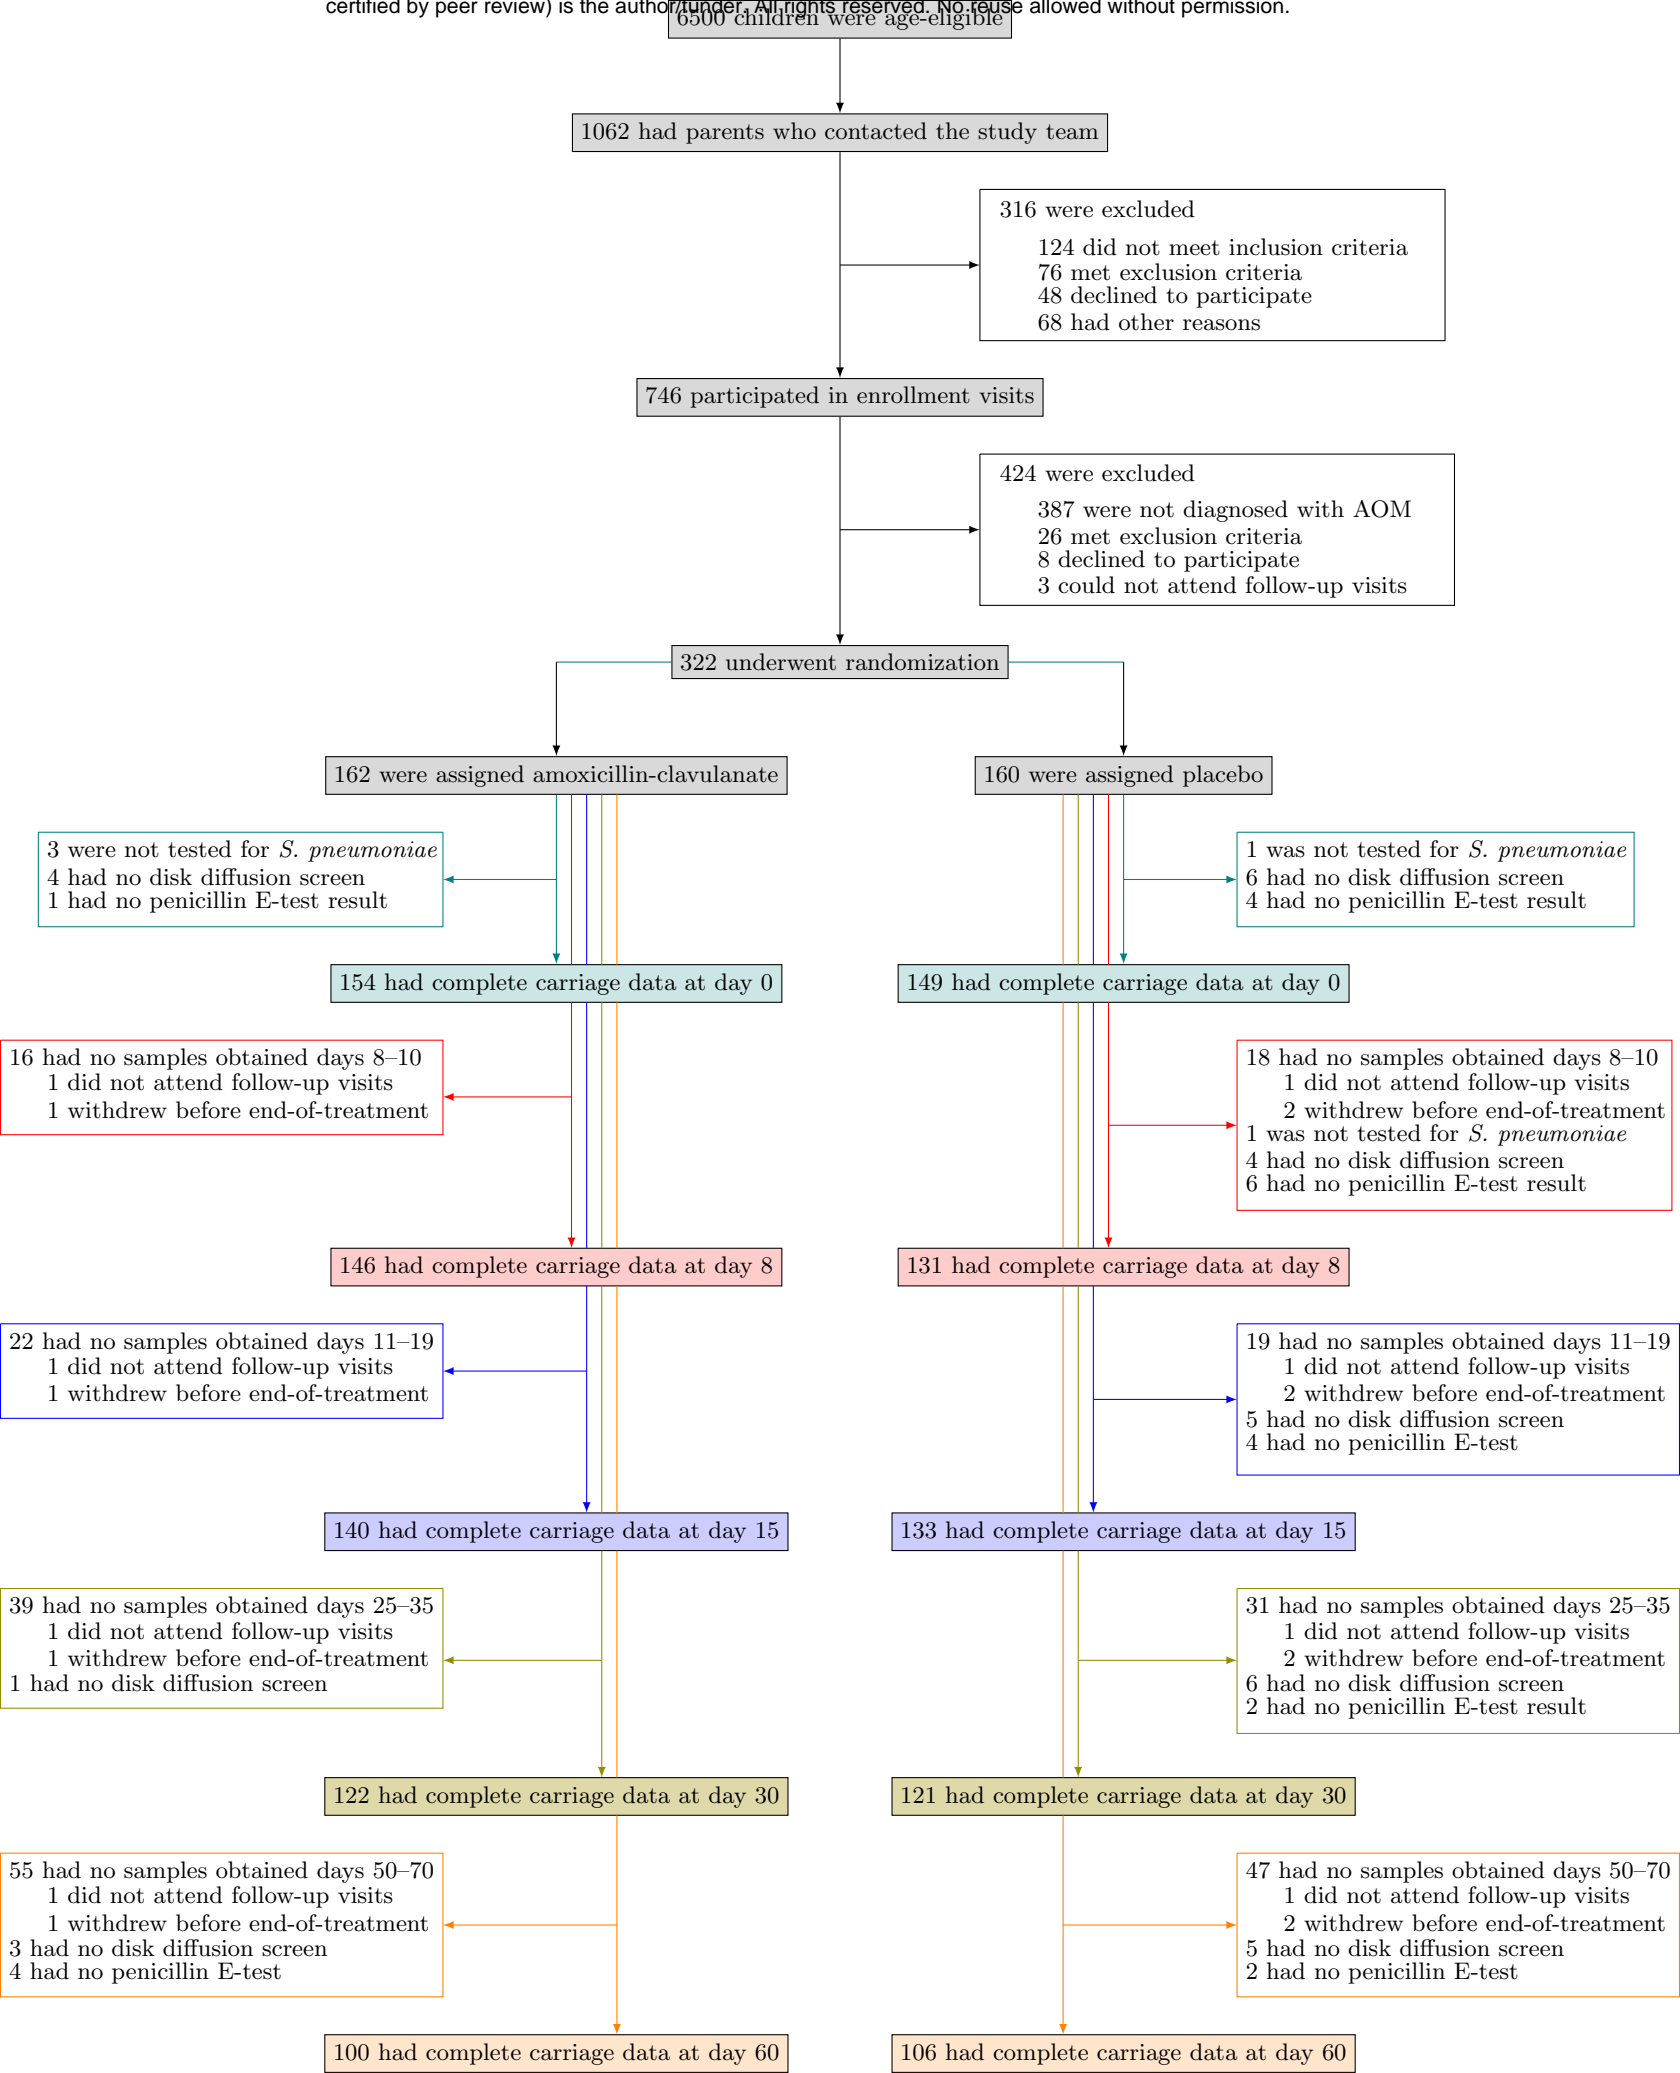 certified by peer review) is the author/funder. All rights reserved. No reuse allowed without permission.
6500 children were age-eligible
1062 had parents who contacted the study team
316 were excluded
124 did not meet inclusion criteria
76 met exclusion criteria
48 declined to participate
68 had other reasons
746 participated in enrollment visits
424 were excluded
387 were not diagnosed with AOM
26 met exclusion criteria
8 declined to participate
3 could not attend follow-up visits
322 underwent randomization
162 were assigned amoxicillin-clavulanate
160 were assigned placebo
3 were not tested for S. pneumoniae
4 had no disk diffusion screen
1 had no penicillin E-test result
1 was not tested for S. pneumoniae
6 had no disk diffusion screen
4 had no penicillin E-test result
154 had complete carriage data at day 0
149 had complete carriage data at day 0
16 had no samples obtained days 8–10
1 did not attend follow-up visits
1 withdrew before end-of-treatment
18 had no samples obtained days 8–10
1 did not attend follow-up visits
2 withdrew before end-of-treatment
1 was not tested for S. pneumoniae
4 had no disk diffusion screen
6 had no penicillin E-test result
146 had complete carriage data at day 8
131 had complete carriage data at day 8
22 had no samples obtained days 11–19
1 did not attend follow-up visits
1 withdrew before end-of-treatment
19 had no samples obtained days 11–19
1 did not attend follow-up visits
2 withdrew before end-of-treatment
5 had no disk diffusion screen
4 had no penicillin E-test
140 had complete carriage data at day 15
133 had complete carriage data at day 15
39 had no samples obtained days 25–35
1 did not attend follow-up visits
1 withdrew before end-of-treatment
1 had no disk diffusion screen
31 had no samples obtained days 25–35
1 did not attend follow-up visits
2 withdrew before end-of-treatment
6 had no disk diffusion screen
2 had no penicillin E-test result
122 had complete carriage data at day 30
121 had complete carriage data at day 30
55 had no samples obtained days 50–70
1 did not attend follow-up visits
1 withdrew before end-of-treatment
3 had no disk diffusion screen
4 had no penicillin E-test
47 had no samples obtained days 50–70
1 did not attend follow-up visits
2 withdrew before end-of-treatment
5 had no disk diffusion screen
2 had no penicillin E-test
100 had complete carriage data at day 60
106 had complete carriage data at day 60